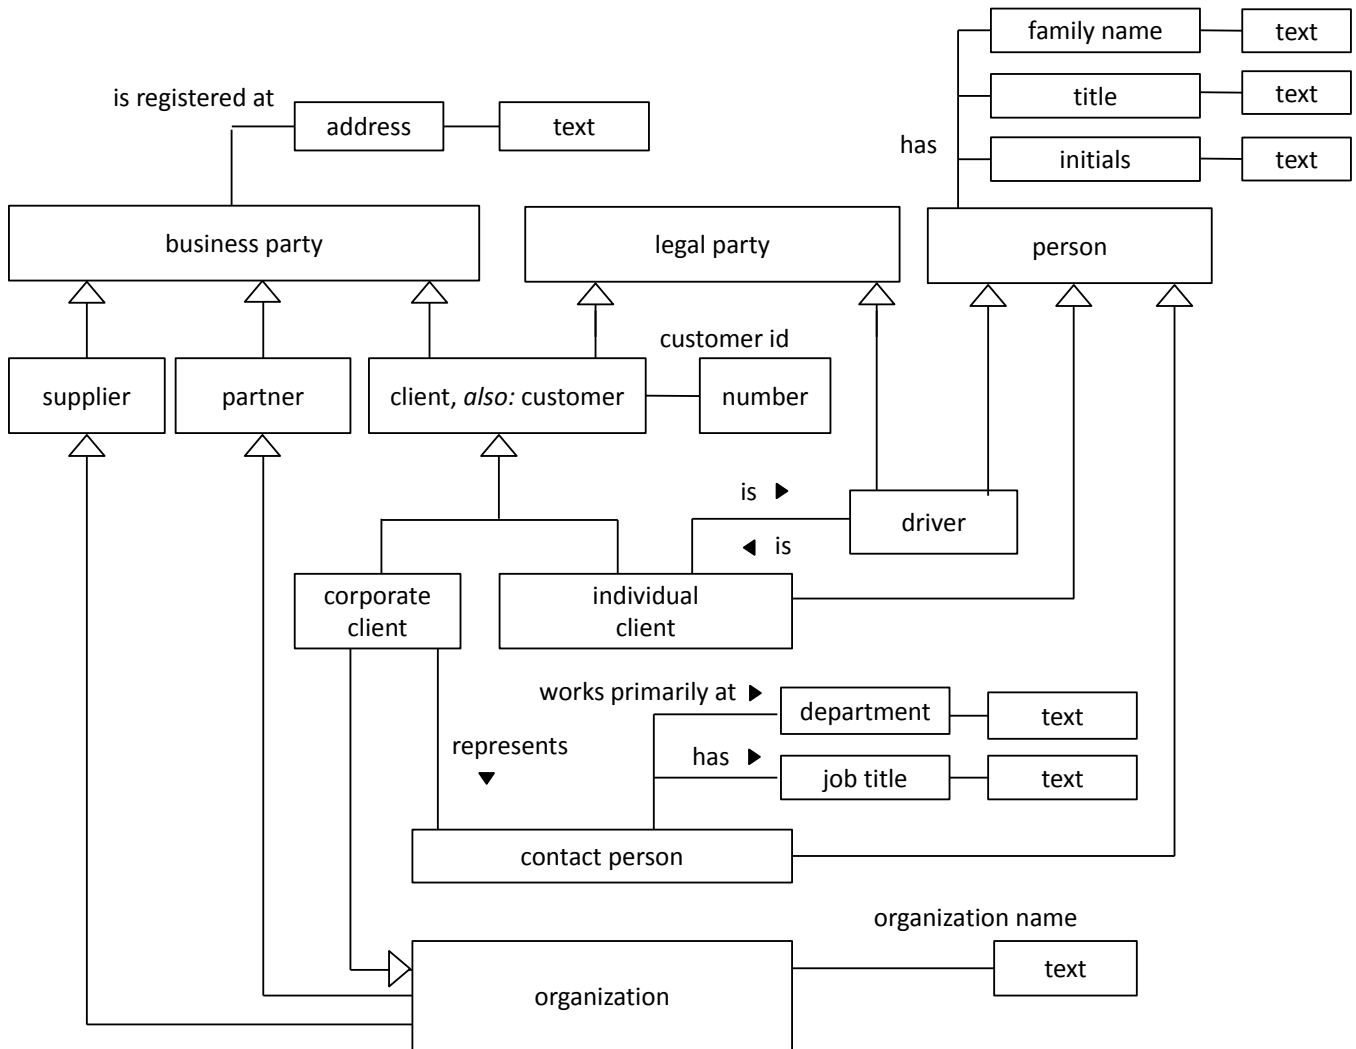 family name
text
is registered at
address
text
title
text
has
initials
text
business party
legal party
person
customer id
supplier
partner
client, also: customer
number
is ►
driver
◄ is
corporate
client
individual
client
works primarily at ►
department
text
represents
▼
has ►
job title
text
contact person
organization name
text
organization